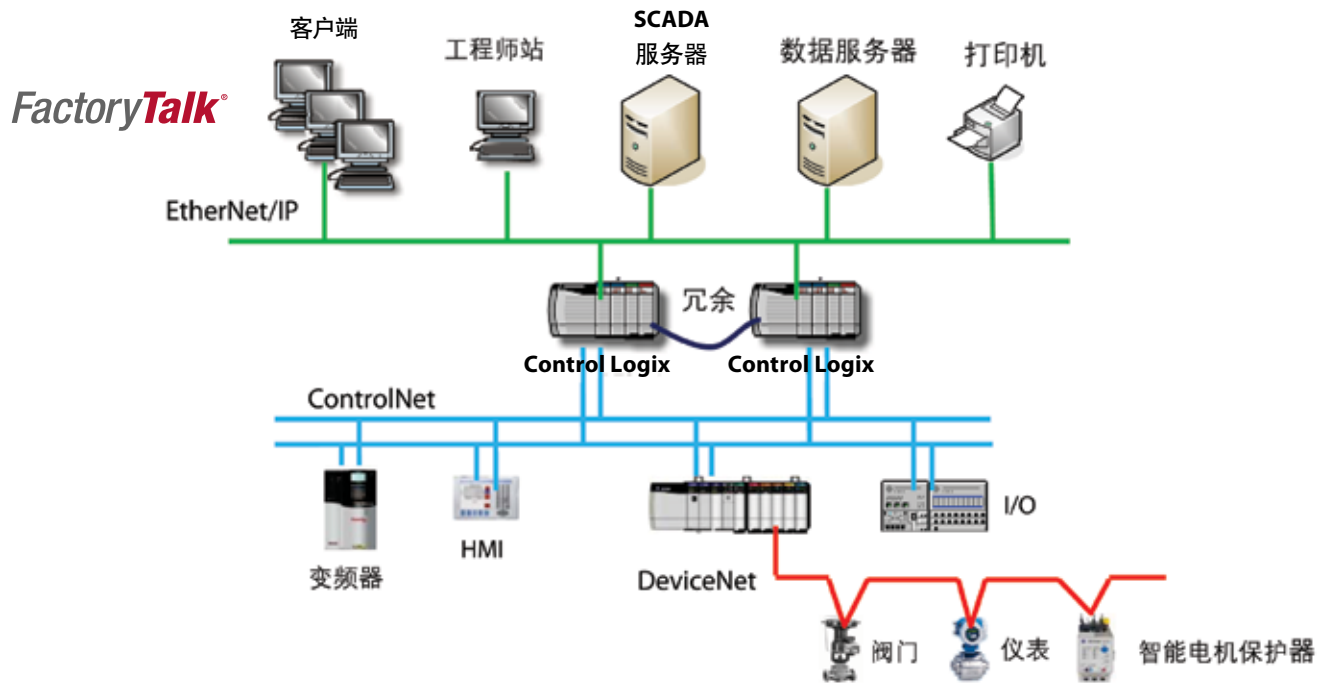 客户端
工程师站
SCADA
服务器
数据服务器
打印机
FactoryTalk®
EtherNet/IP
冗余
Control Logix
Control Logix
ControlNet
变频器
HMI
I/O
DeviceNet
阀门
仪表
智能电机保护器